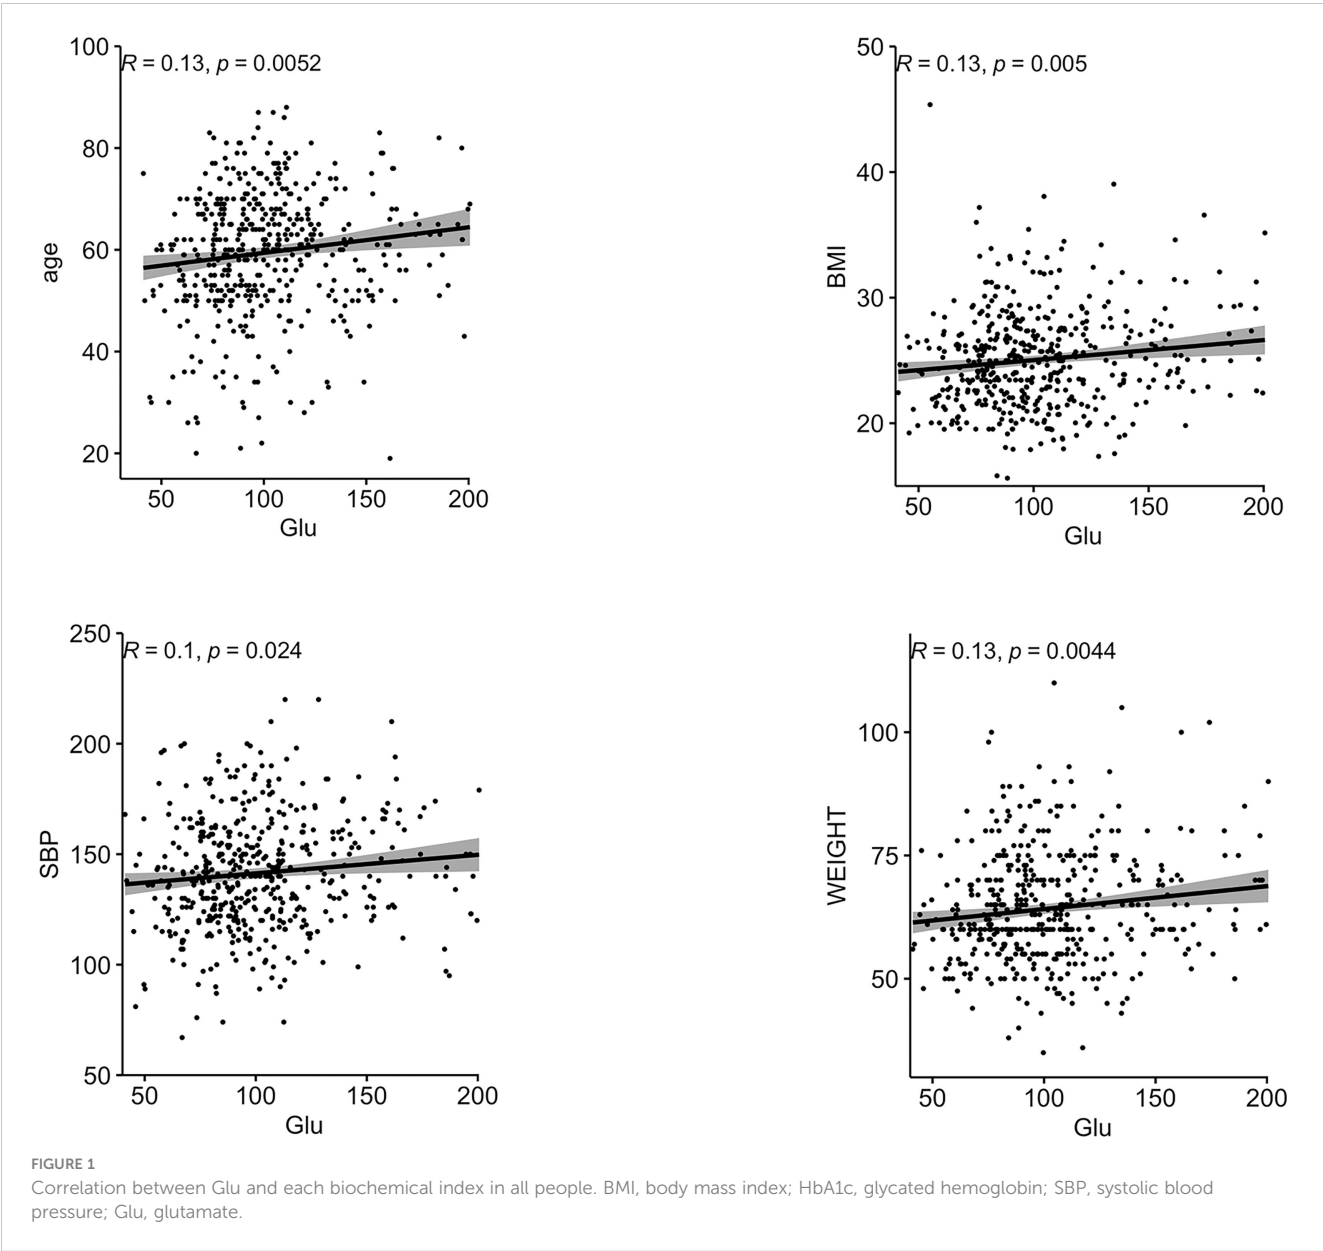 R = 0.13, p = 0.0052
100
80
60
40
20
age
50 100 150 200
Glu
R = 0.13, p = 0.005
50
40
30
20
BMI
50 100 150 200
Glu
R = 0.1, p = 0.024
250
200
150
100
50
SBP
50 100 150 200
Glu
R = 0.13, p = 0.0044
100
75
50
WEIGHT
50 100 150 200
Glu
FIGURE 1
Correlation between Glu and each biochemical index in all people. BMI, body mass index; HbA1c, glycated hemoglobin; SBP, systolic blood
pressure; Glu, glutamate.